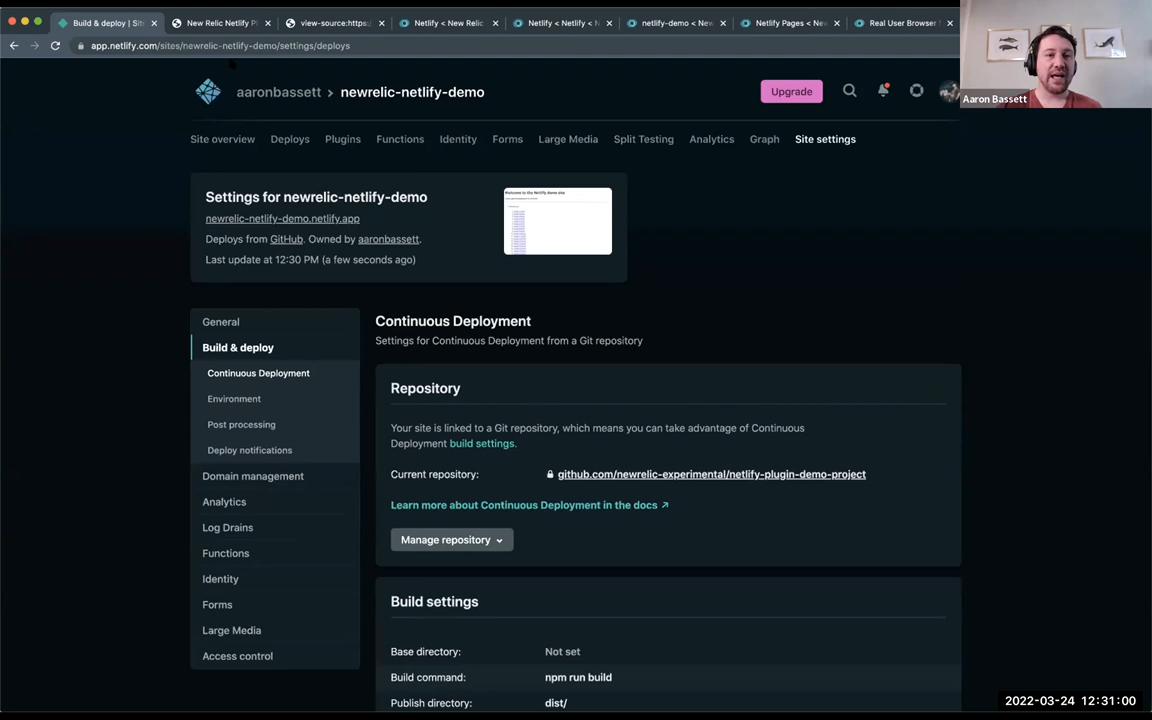 Build & deploy | Sit
New Relic Netlify Pl
view-source:https:
Netlify < New Relic
Netlify < Netlify < N
netlify-demo < New
Netlify Pages < New
Real User Browser
app.netlify.com/sites/newrelic-netlify-demo/settings/deploys
aaronbassett > newrelic-netlify-demo
Upgrade
Aaron Bassett
Site overview
Deploys
Plugins
Functions
Identity
Forms
Large Media
Split Testing
Analytics
Graph
Site settings
Settings for newrelic-netlify-demo
newrelic-netlify-demo.netlify.app
Deploys from GitHub. Owned by aaronbassett.
Last update at 12:30 PM (a few seconds ago)
Welcome to the Netlify demo site
General
Build & deploy
Continuous Deployment
Environment
Post processing
Deploy notifications
Domain management
Analytics
Log Drains
Functions
Identity
Forms
Large Media
Access control
Continuous Deployment
Settings for Continuous Deployment from a Git repository
Repository
Your site is linked to a Git repository, which means you can take advantage of Continuous
Deployment build settings.
Current repository:
github.com/newrelic-experimental/netlify-plugin-demo-project
Learn more about Continuous Deployment in the docs ↗
Manage repository
Build settings
Base directory:
Not set
Build command:
npm run build
Publish directory:
dist/
2022-03-24 12:31:00